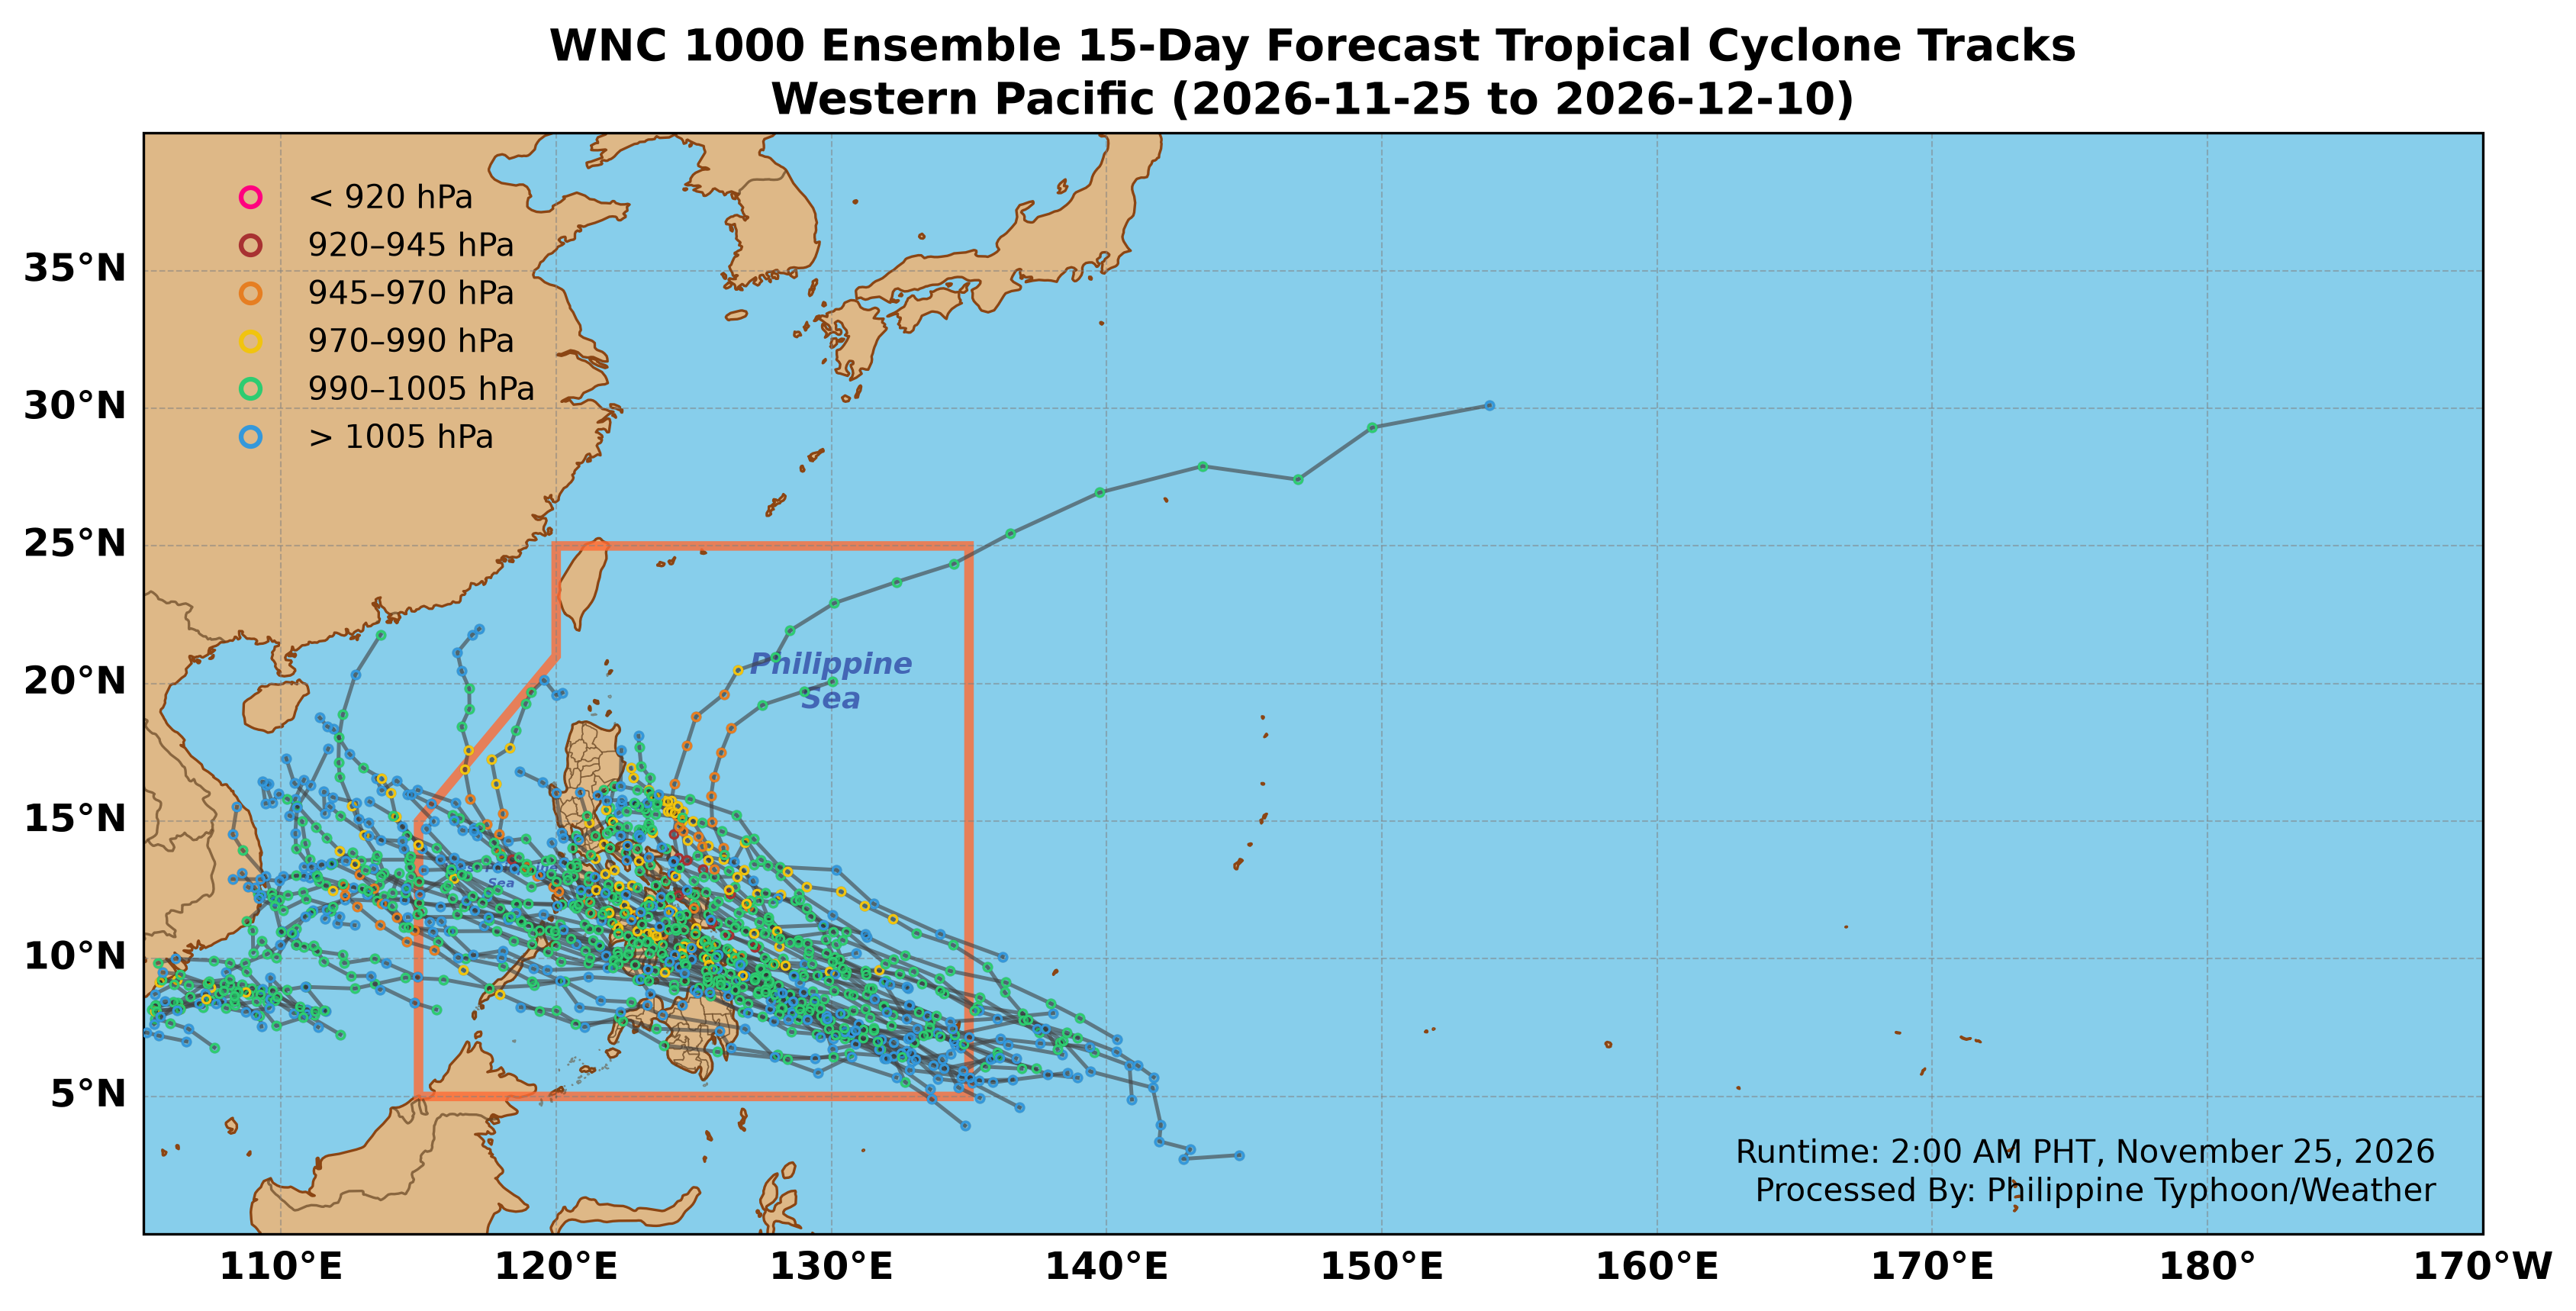 WNC 1000 Ensemble 15-Day Forecast Tropical Cyclone Tracks
Western Pacific (2026-11-25 to 2026-12-10)
< 920 hPa
920–945 hPa
945–970 hPa
970–990 hPa
990–1005 hPa
> 1005 hPa
35°N
30°N
25°N
20°N
15°N
10°N
5°N
Philippine
Sea
Sea
Runtime: 2:00 AM PHT, November 25, 2026
Processed By: Philippine Typhoon/Weather
110°E
120°E
130°E
140°E
150°E
160°E
170°E
180°
170°W